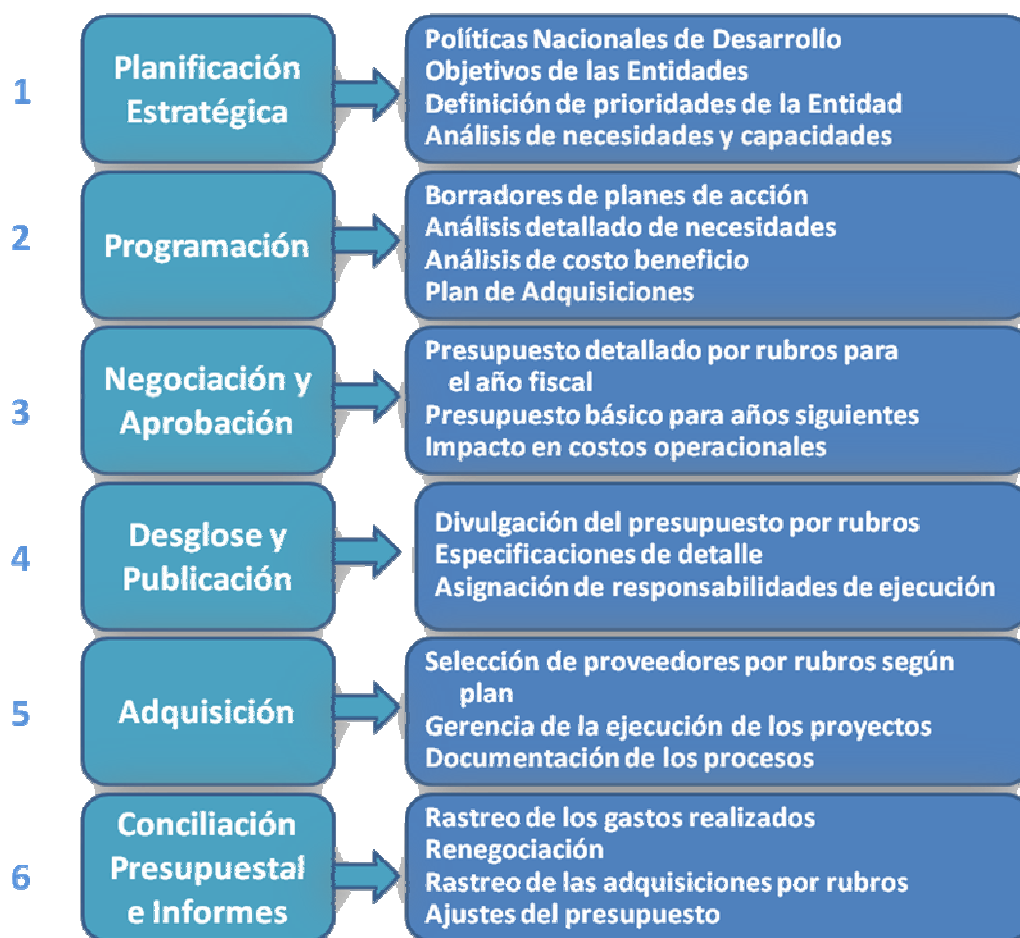 1
Planificación
Estratégica
Políticas Nacionales de Desarrollo
Objetivos de las Entidades
Definición de prioridades de la Entidad
Análisis de necesidades y capacidades
2
Programación
Borradores de planes de acción
Análisis detallado de necesidades
Análisis de costo beneficio
Plan de Adquisiciones
3
Negociación y
Aprobación
Presupuesto detallado por rubros para
el año fiscal
Presupuesto básico para años siguientes
Impacto en costos operacionales
4
Desglose y
Publicación
Divulgación del presupuesto por rubros
Especificaciones de detalle
Asignación de responsabilidades de ejecución
5
Adquisición
Selección de proveedores por rubros según
plan
Gerencia de la ejecución de los proyectos
Documentación de los procesos
6
Conciliación
Presupuestal
e Informes
Rastreo de los gastos realizados
Renegociación
Rastreo de las adquisiciones por rubros
Ajustes del presupuesto